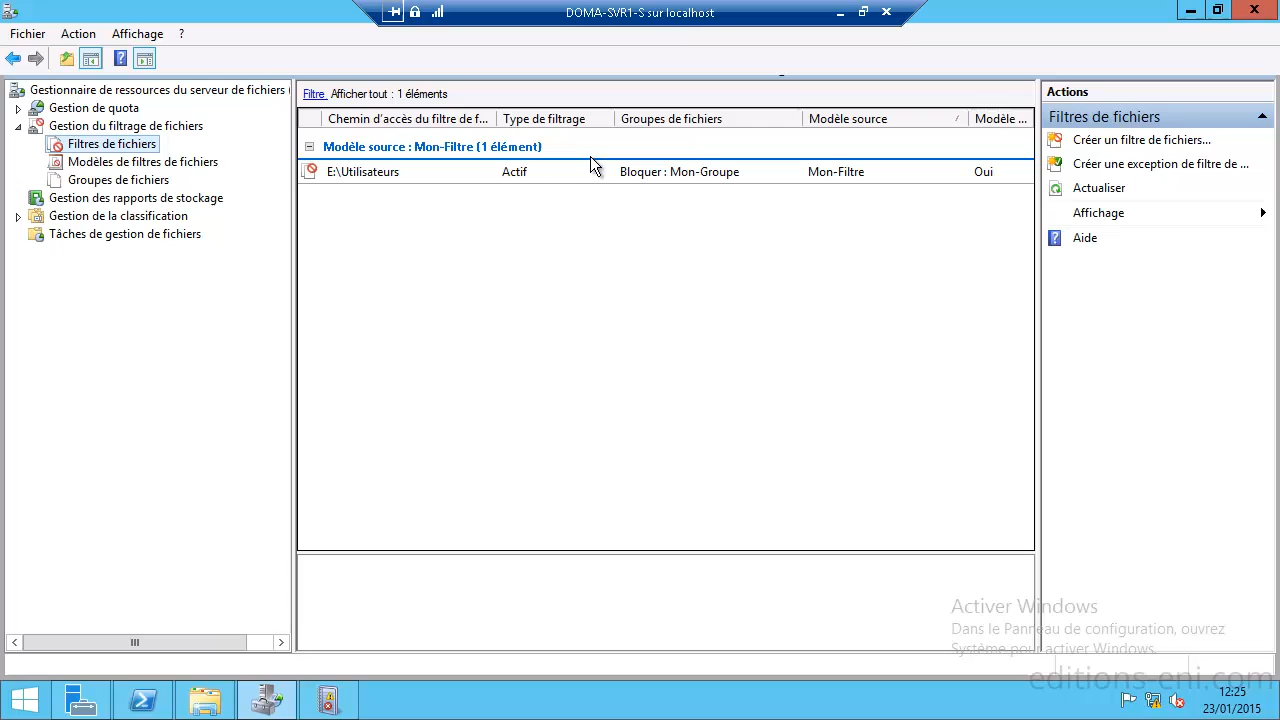 DOMA-SVR1-S sur localhost
Fichier Action Affichage ?
Gestionnaire de ressources du serveur de fichiers (
Gestion de quota
Gestion du filtrage de fichiers
Filtres de fichiers
Modèles de filtres de fichiers
Groupes de fichiers
Gestion des rapports de stockage
Gestion de la classification
Tâches de gestion de fichiers
Filtre Afficher tout : 1 éléments
Chemin d'accès du filtre de f... Type de filtrage Groupes de fichiers Modèle source Modèle ...
Modèle source : Mon-Filtre (1 élément)
E:\Utilisateurs Actif Bloquer : Mon-Groupe Mon-Filtre Oui
Actions
Filtres de fichiers
Créer un filtre de fichiers...
Créer une exception de filtre de ...
Actualiser
Affichage
Aide
Activer Windows
Dans le Panneau de configuration, ouvrez
Système pour activer Windows.
editions-eni.com
12:25
23/01/2015